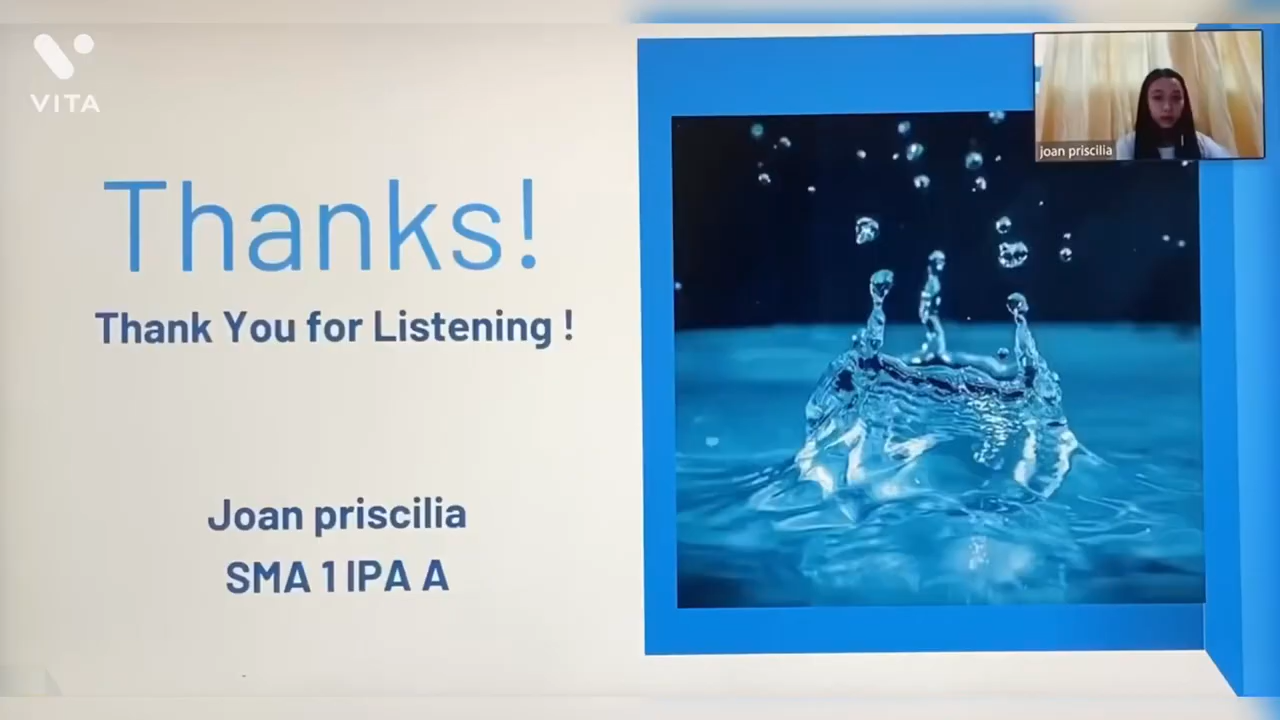 VITA
joan priscilia
Thanks!
Thank You for Listening !
Joan priscilia
SMA 1 IPA A